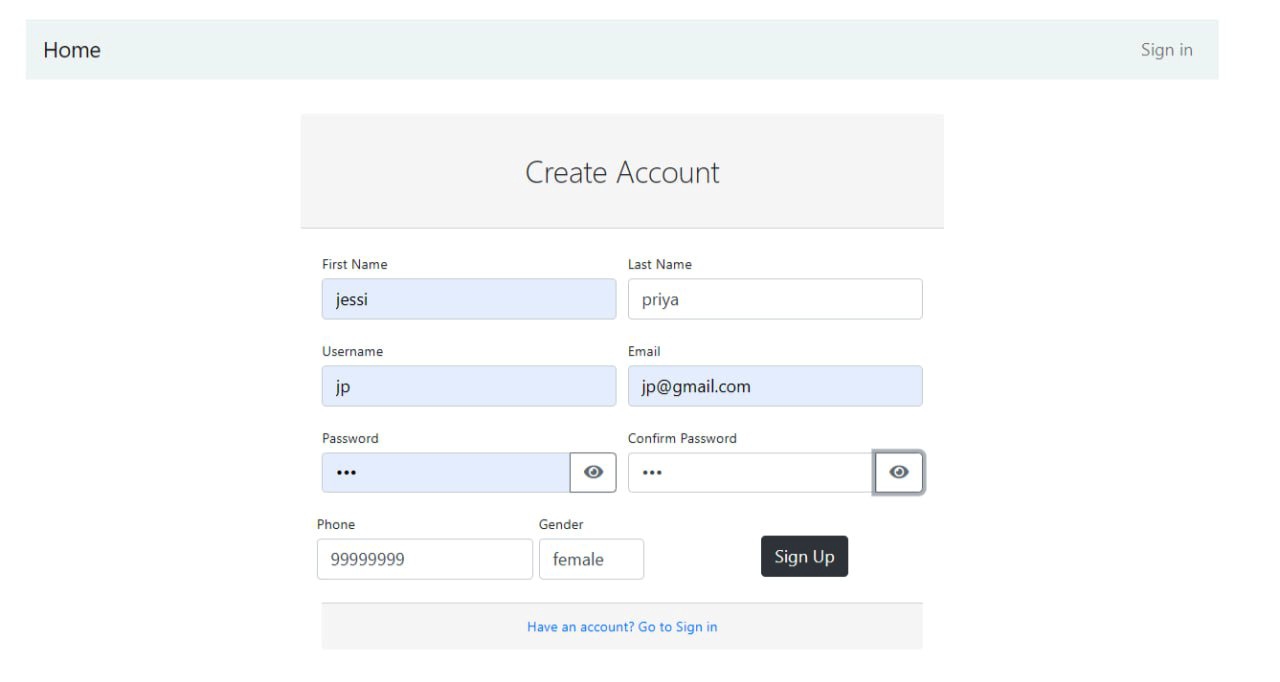 Home Sign in
Create Account
First Name Last Name
jessi priya
Username Email
jp jp@gmail.com
Password Confirm Password
••• •••
Phone Gender
99999999 female Sign Up
Have an account? Go to Sign in